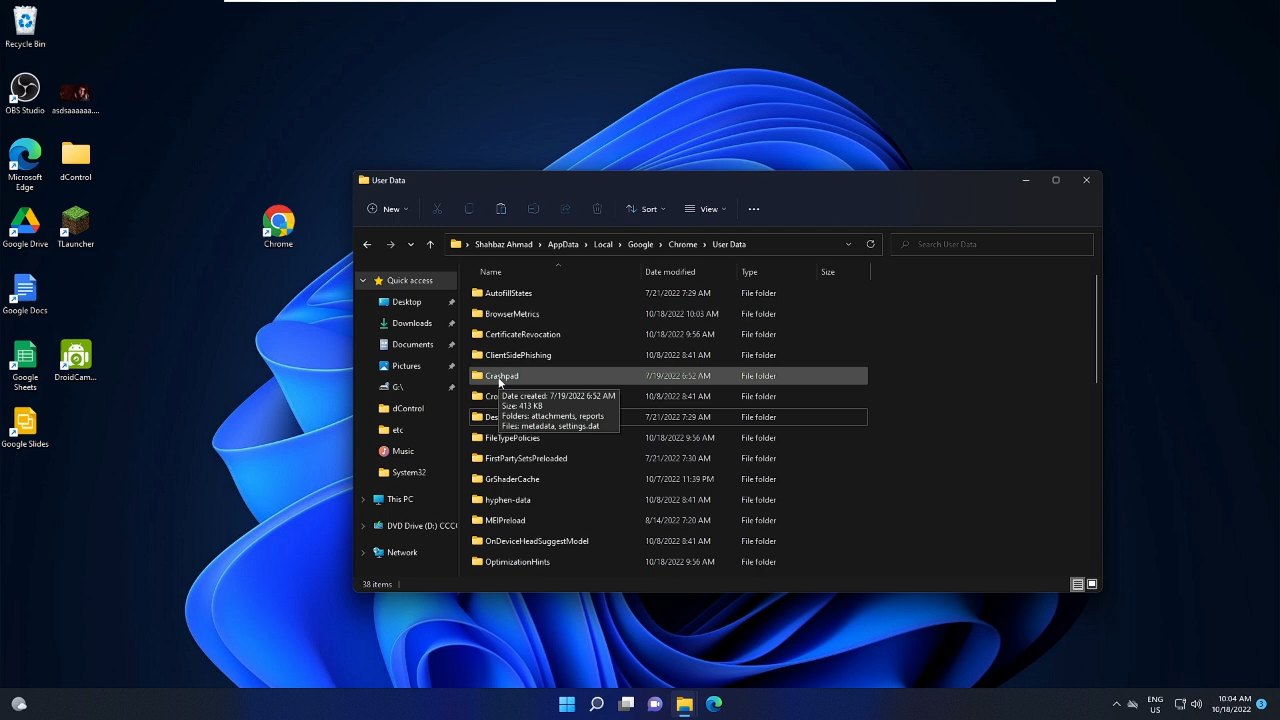 Recycle Bin
OBS Studio
asdsaaaaaa....
Microsoft
Edge
dControl
Google Drive
TLauncher
Chrome
Google Docs
Google
Sheets
DroidCam...
Google Slides
User Data
New
Sort
View
Shahbaz Ahmad > AppData > Local > Google > Chrome > User Data
Search User Data
Quick access
Desktop
Downloads
Documents
Pictures
G:\
dControl
etc
Music
System32
This PC
DVD Drive (D:) CCC
Network
Name Date modified Type Size
AutofillStates 7/21/2022 7:29 AM File folder
BrowserMetrics 10/18/2022 10:03 AM File folder
CertificateRevocation 10/18/2022 9:56 AM File folder
ClientSidePhishing 10/8/2022 8:41 AM File folder
Crashpad 7/19/2022 6:52 AM File folder
Cro 10/8/2022 8:41 AM File folder
Des 7/21/2022 7:29 AM File folder
Date created: 7/19/2022 6:52 AM
Size: 413 KB
Folders: attachments, reports
Files: metadata, settings.dat
FileTypePolicies 10/18/2022 9:56 AM File folder
FirstPartySetsPreloaded 7/21/2022 7:30 AM File folder
GrShaderCache 10/7/2022 11:39 PM File folder
hyphen-data 10/8/2022 8:41 AM File folder
MEIPreload 8/14/2022 7:20 AM File folder
OnDeviceHeadSuggestModel 10/8/2022 8:41 AM File folder
OptimizationHints 10/18/2022 9:56 AM File folder
38 items
ENG
US
10:04 AM
10/18/2022
3